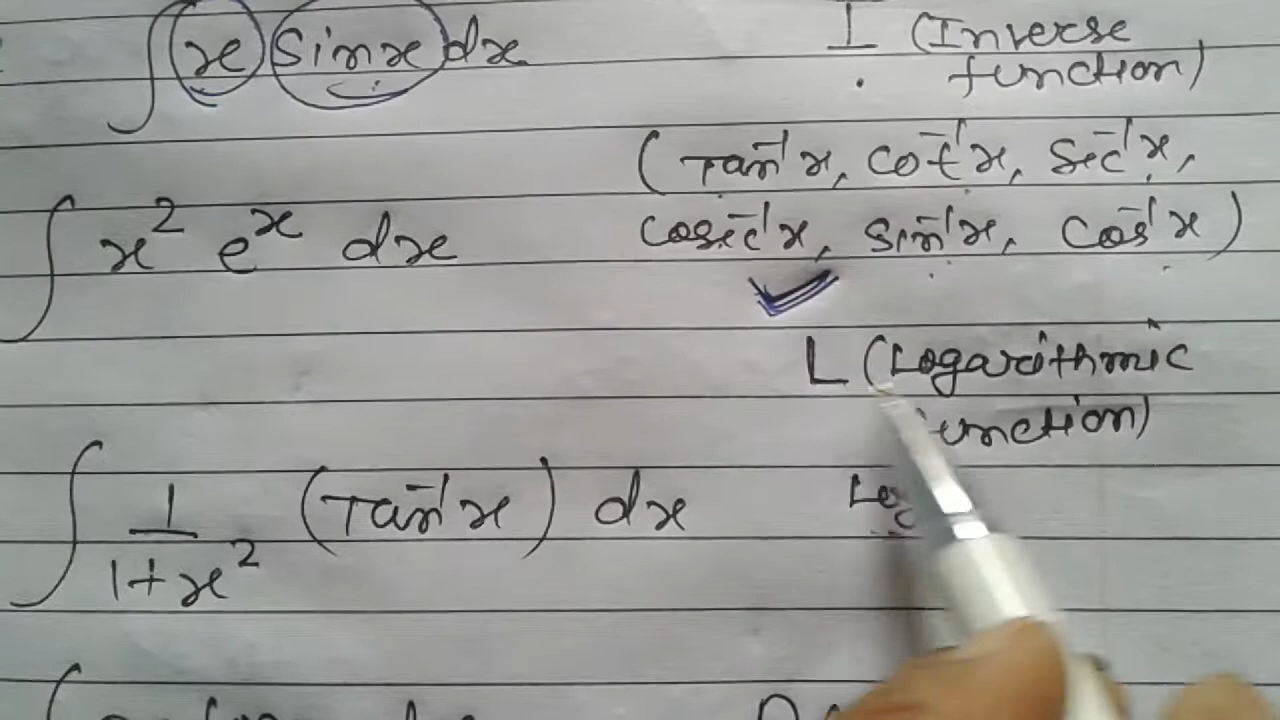 ∫ x sinx dx
I (Inverse
function)
(Tan⁻¹x, Cot⁻¹x, Sec⁻¹x,
Cosec⁻¹x, Sin⁻¹x, Cos⁻¹x)
∫ x² eˣ dx
L (Logarithmic
function)
∫ 1/(1+x²) (Tan⁻¹x) dx